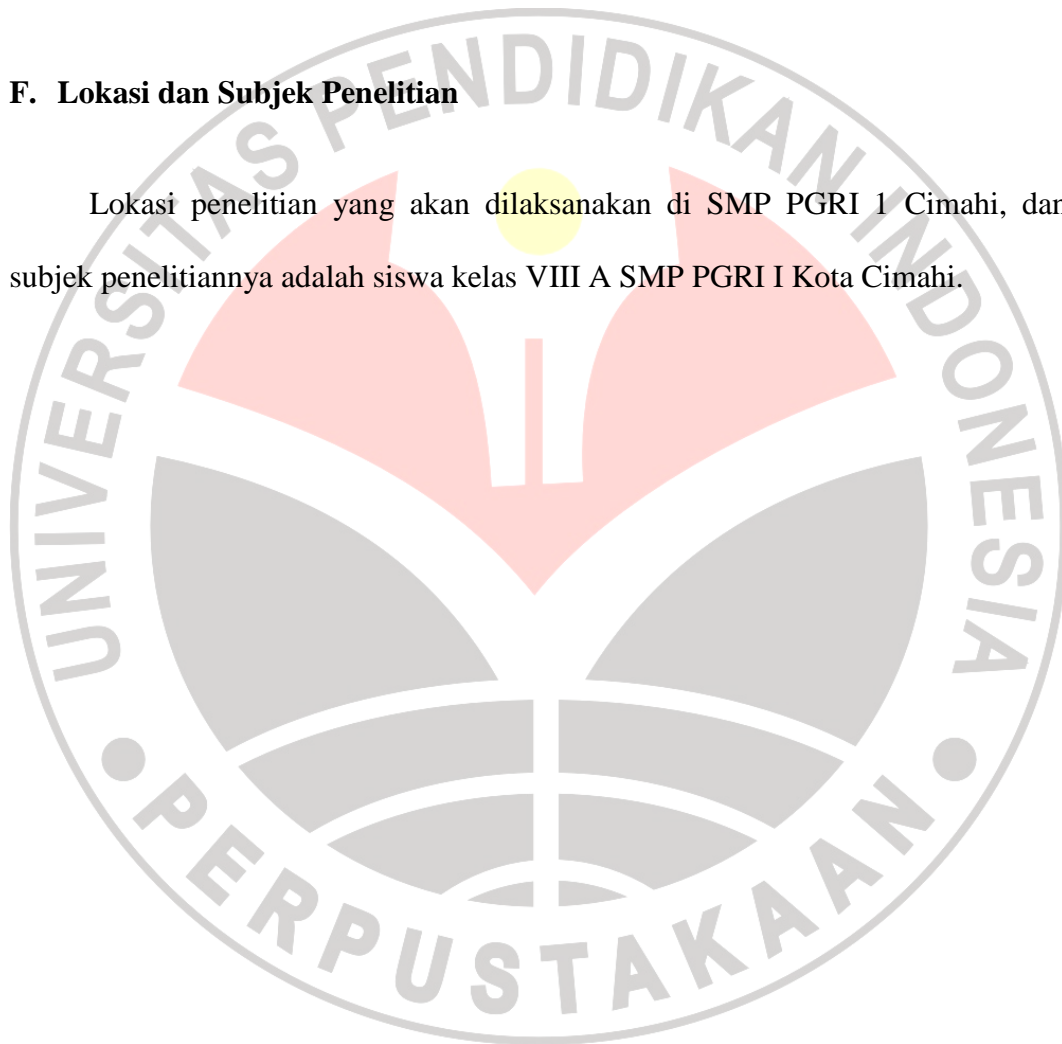 F. Lokasi dan Subjek Penelitian
Lokasi penelitian yang akan dilaksanakan di SMP PGRI 1 Cimahi, dan
subjek penelitiannya adalah siswa kelas VIII A SMP PGRI I Kota Cimahi.
UNIVERSITAS PENDIDIKAN INDONESIA
PERPUSTAKAAN